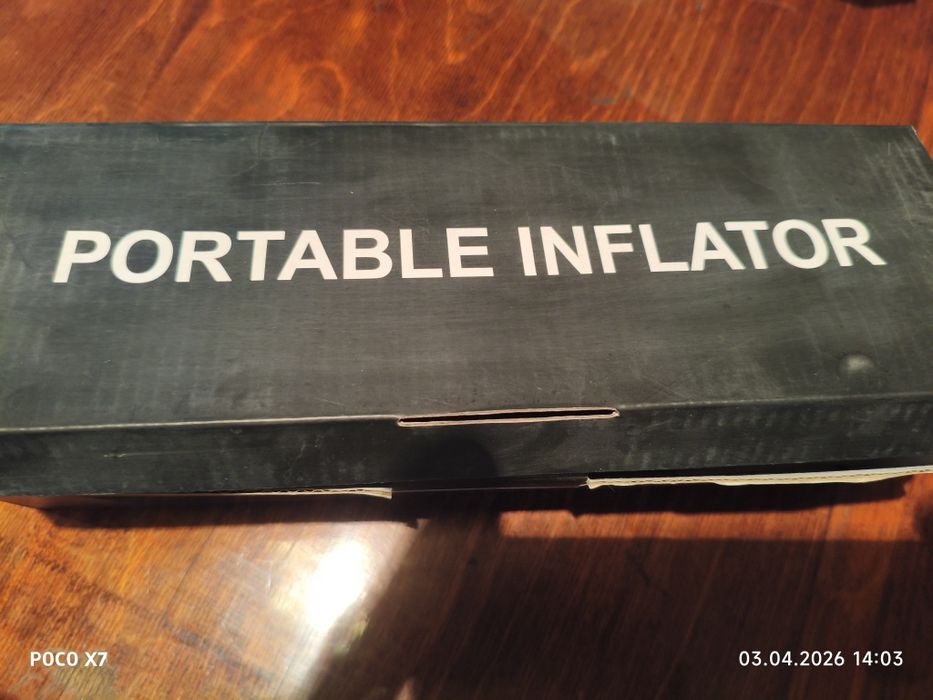 PORTABLE INFLATOR
POCO X7
03.04.2026 14:03